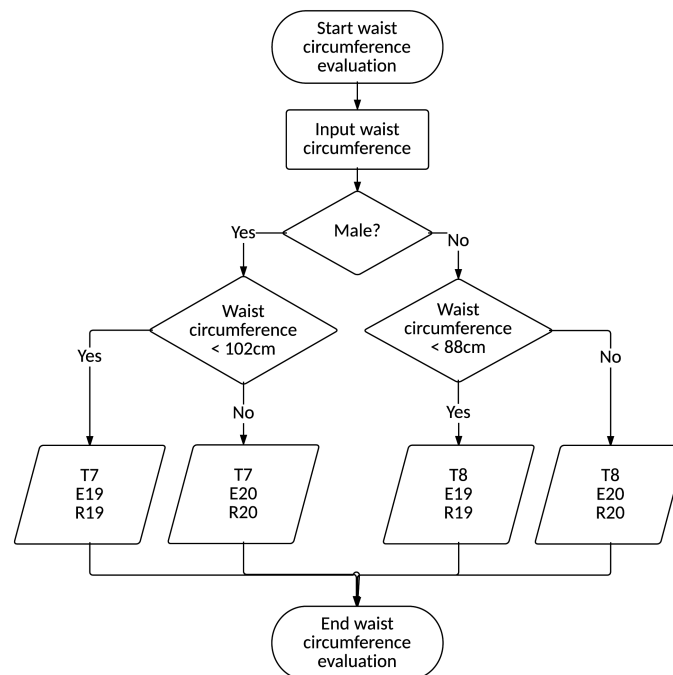 Start waist
circumference
evaluation
Input waist
circumference
Male?
Yes
No
Waist
circumference
< 102cm
Waist
circumference
< 88cm
Yes
No
No
Yes
T7
E19
R19
T7
E20
R20
T8
E19
R19
T8
E20
R20
End waist
circumference
evaluation